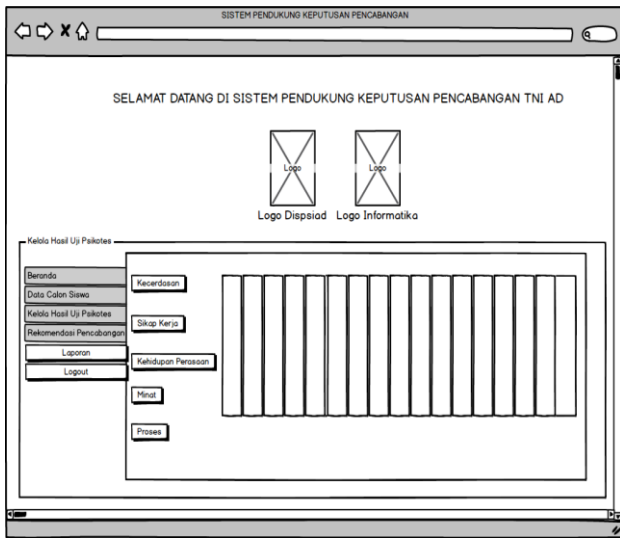 SISTEM PENDUKUNG KEPUTUSAN PENCABANGAN
SELAMAT DATANG DI SISTEM PENDUKUNG KEPUTUSAN PENCABANGAN TNI AD
Logo Logo
Logo Dispsiad Logo Informatika
Kelola Hasil Uji Psikotes
Beranda
Data Calon Siswa
Kelola Hasil Uji Psikotes
Rekomendasi Pencabangan
Laporan
Logout
Kecerdasan
Sikap Kerja
Kehidupan Perasaan
Minat
Proses